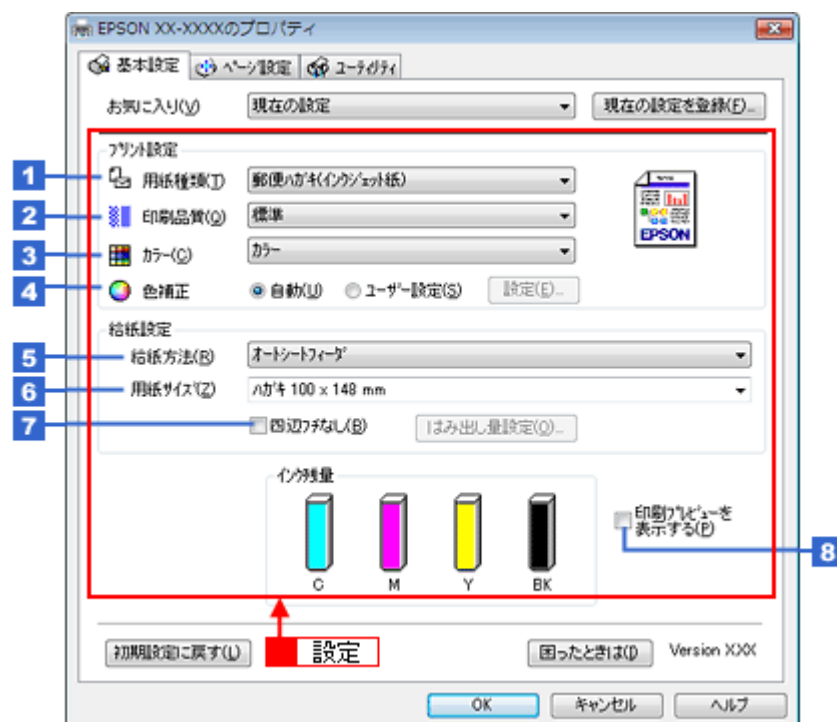 EPSON XX-XXXXのプロパティ
基本設定 ページ設定 ユーティリティ
お気に入り(V) 現在の設定 現在の設定を登録(F)...
プリント設定
1 用紙種類(T) 郵便ハガキ(インクジェット紙)
2 印刷品質(Q) 標準
EPSON
3 カラー(C) カラー
4 色補正 自動(U) ユーザー設定(S) 設定(E)...
給紙設定
5 給紙方法(R) オートシートフィーダ
6 用紙サイズ(Z) ハガキ 100 x 148 mm
7 四辺フチなし(B) はみ出し量設定(O)...
インク残量
C M Y BK
印刷プレビューを
表示する(P)
8
初期設定に戻す(L) 設定 困ったときは(I) Version X.XX
OK キャンセル ヘルプ